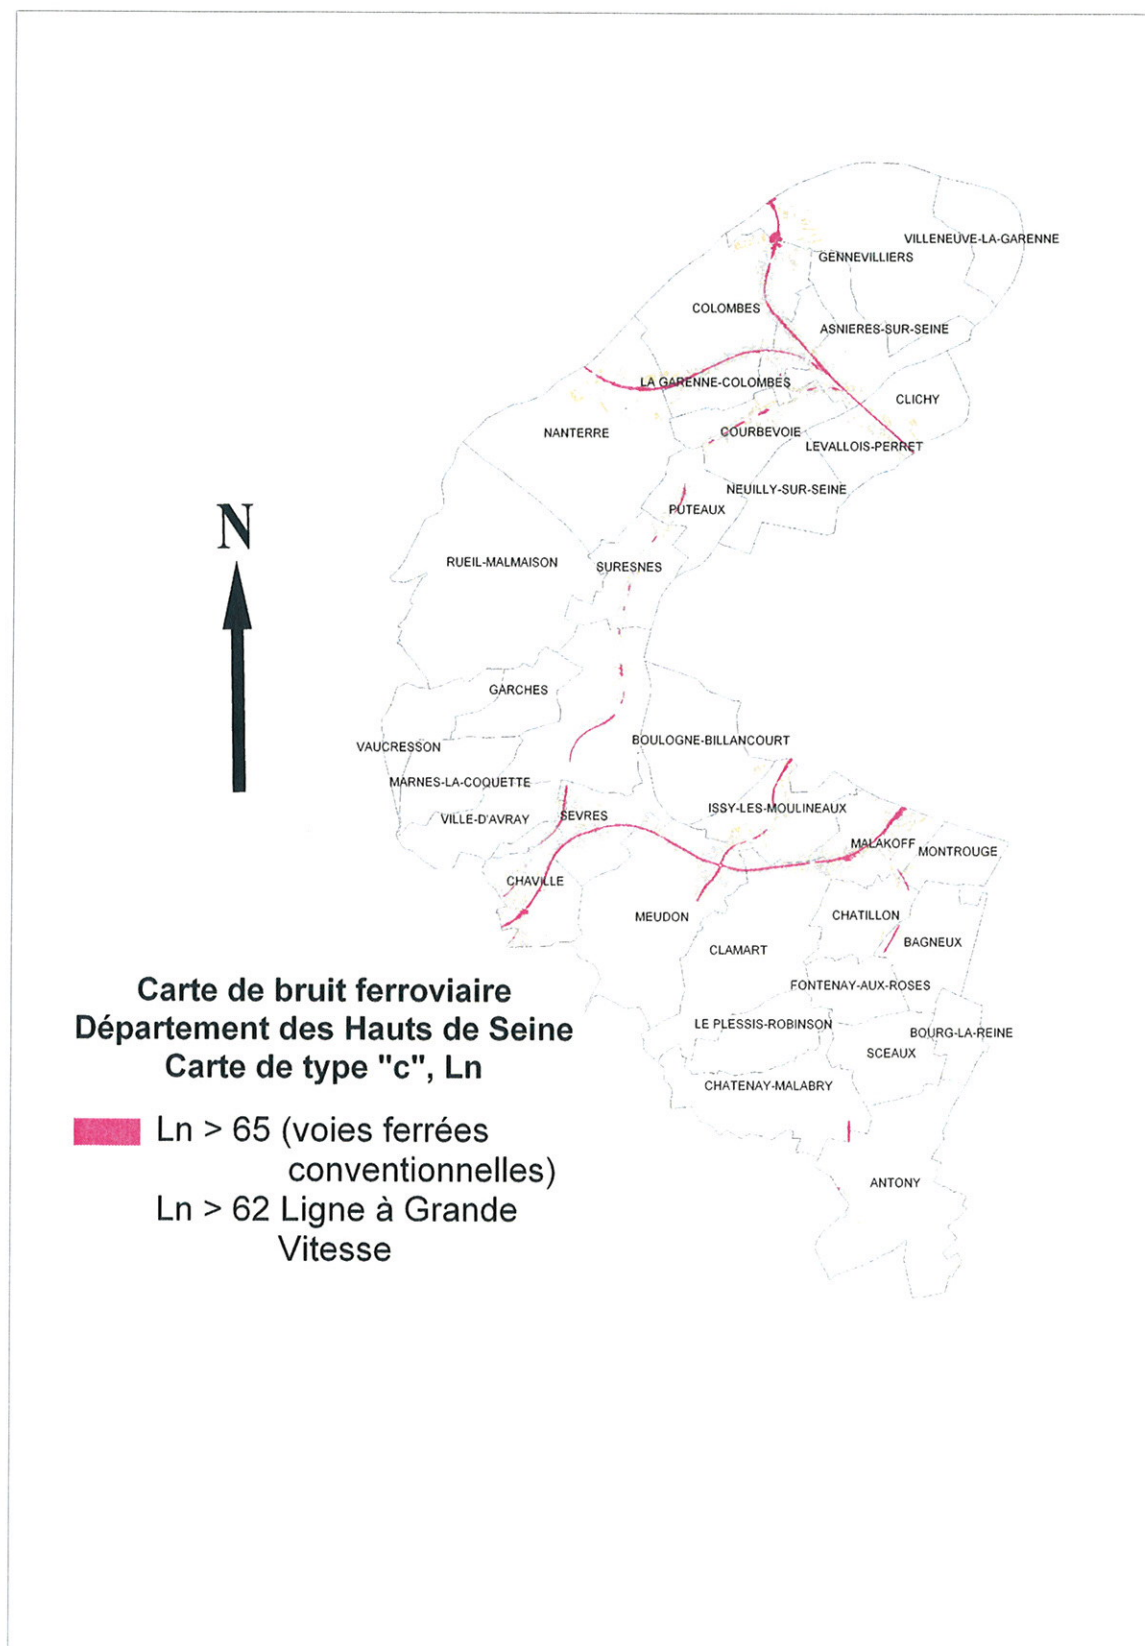 VILLENEUVE-LA-GARENNE
GENNEVILLIERS
COLOMBES
ASNIERES-SUR-SEINE
LA GARENNE-COLOMBES
CLICHY
NANTERRE
COURBEVOIE
LEVALLOIS-PERRET
NEUILLY-SUR-SEINE
PUTEAUX
N
RUEIL-MALMAISON
SURESNES
GARCHES
BOULOGNE-BILLANCOURT
VAUCRESSON
MARNES-LA-COQUETTE
ISSY-LES-MOULINEAUX
VILLE-D'AVRAY
SEVRES
MALAKOFF
MONTROUGE
CHAVILLE
MEUDON
CHATILLON
BAGNEUX
CLAMART
FONTENAY-AUX-ROSES
LE PLESSIS-ROBINSON
BOURG-LA-REINE
SCEAUX
CHATENAY-MALABRY
ANTONY
Carte de bruit ferroviaire
Département des Hauts de Seine
Carte de type "c", Ln
Ln > 65 (voies ferrées
conventionnelles)
Ln > 62 Ligne à Grande
Vitesse